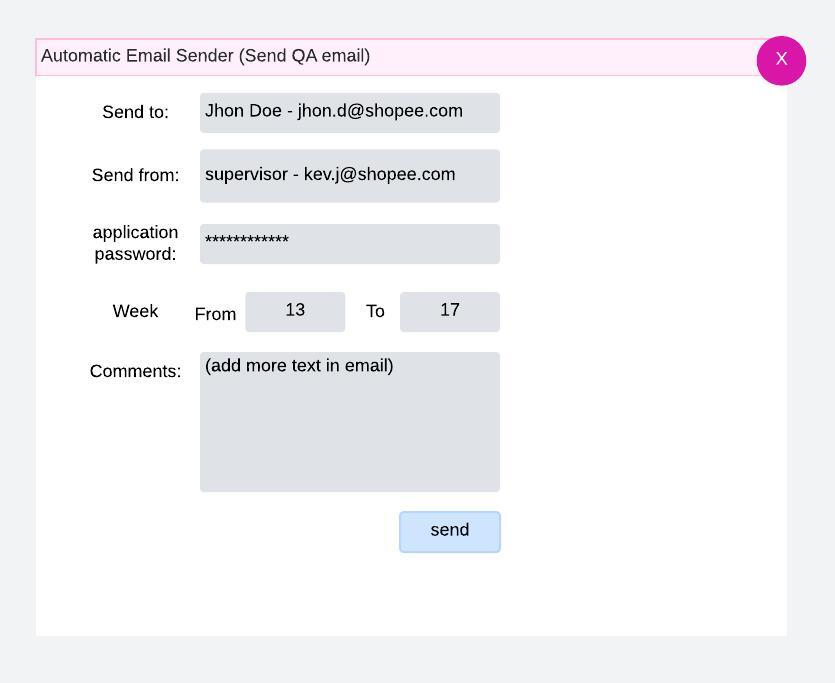 Automatic Email Sender (Send QA email)
X
Send to:
Jhon Doe - jhon.d@shopee.com
Send from:
supervisor - kev.j@shopee.com
application
password:
************
Week From 13 To 17
Comments:
(add more text in email)
send